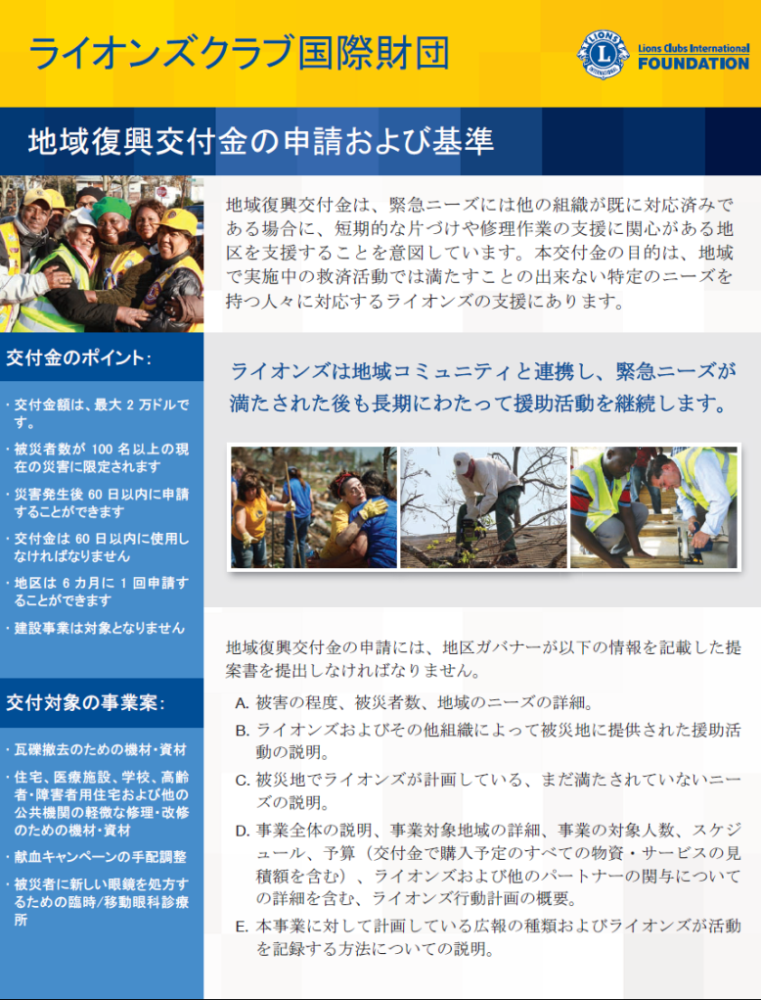 ライオンズクラブ国際財団
LIONS
L
INTERNATIONAL
Lions Clubs International
FOUNDATION
地域復興交付金の申請および基準
地域復興交付金は、緊急ニーズには他の組織が既に対応済みで
ある場合に、短期的な片づけや修理作業の支援に関心がある地
区を支援することを意図しています。本交付金の目的は、地域
で実施中の救済活動では満たすことの出来ない特定のニーズを
持つ人々に対応するライオンズの支援にあります。
交付金のポイント：
・交付金額は、最大 2 万ドルで
す。
・被災者数が 100 名以上の現
在の災害に限定されます
・災害発生後 60 日以内に申請
することができます
・交付金は 60 日以内に使用し
なければなりません
・地区は 6 カ月に 1 回申請す
ることができます
・建設事業は対象となりません
ライオンズは地域コミュニティと連携し、緊急ニーズが
満たされた後も長期にわたって援助活動を継続します。
交付対象の事業案：
・瓦礫撤去のための機材・資材
・住宅、医療施設、学校、高齢
者・障害者用住宅および他の
公共機関の軽微な修理・改修
のための機材・資材
・献血キャンペーンの手配調整
・被災者に新しい眼鏡を処方す
るための臨時/移動眼科診療
所
地域復興交付金の申請には、地区ガバナーが以下の情報を記載した提
案書を提出しなければなりません。
A. 被害の程度、被災者数、地域のニーズの詳細。
B. ライオンズおよびその他組織によって被災地に提供された援助活
動の説明。
C. 被災地でライオンズが計画している、まだ満たされていないニー
ズの説明。
D. 事業全体の説明、事業対象地域の詳細、事業の対象人数、スケジ
ュール、予算（交付金で購入予定のすべての物資・サービスの見
積額を含む）、ライオンズおよび他のパートナーの関与について
の詳細を含む、ライオンズ行動計画の概要。
E. 本事業に対して計画している広報の種類およびライオンズが活動
を記録する方法についての説明。